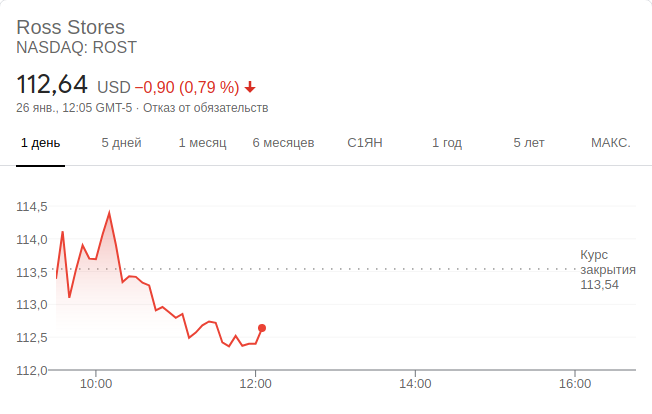 Ross Stores
NASDAQ: ROST
112,64 USD −0,90 (0,79 %)
26 янв., 12:05 GMT-5 · Отказ от обязательств
1 день 5 дней 1 месяц 6 месяцев С1ЯН 1 год 5 лет МАКС.
114,5
114,0
113,5
113,0
112,5
112,0
Курс
закрытия
113,54
10:00 12:00 14:00 16:00